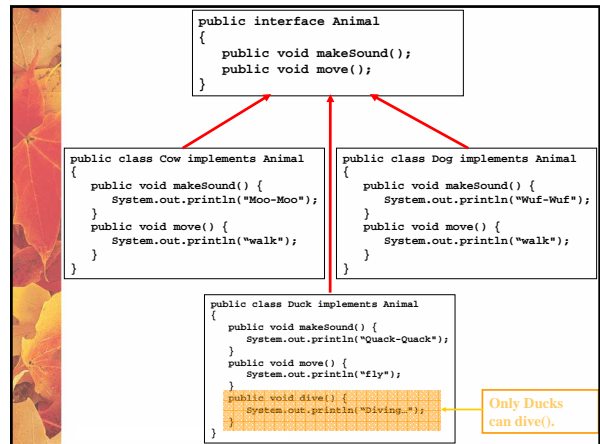 public interface Animal
{
public void makeSound();
public void move();
}
public class Cow implements Animal
{
public void makeSound() {
System.out.println("Moo-Moo");
}
public void move() {
System.out.println(“walk");
}
}
public class Dog implements Animal
{
public void makeSound() {
System.out.println(“Wuf-Wuf");
}
public void move() {
System.out.println(“walk");
}
}
public class Duck implements Animal
{
public void makeSound() {
System.out.println(“Quack-Quack");
}
public void move() {
System.out.println(“fly");
}
public void dive() {
System.out.println(“Diving…");
}
}
Only Ducks
can dive().